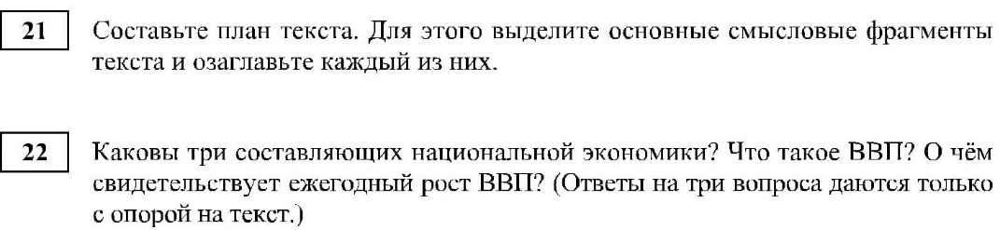 21 Составьте план текста. Для этого выделите основные смысловые фрагменты
текста и озаглавьте каждый из них.
22 Каковы три составляющих национальной экономики? Что такое ВВП? О чём
свидетельствует ежегодный рост ВВП? (Ответы на три вопроса даются только
с опорой на текст.)